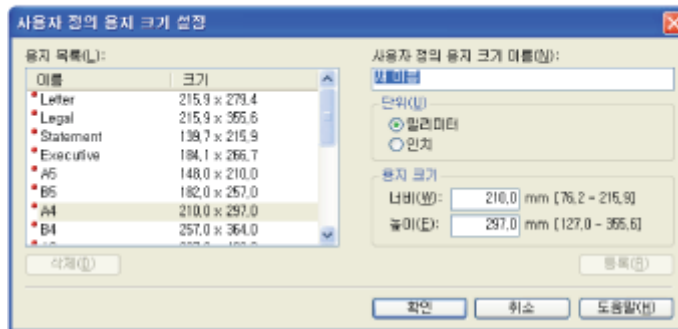 사용자 정의 용지 크기 설정
용지 목록(L):
이름 크기
Letter 215.9 x 279.4
Legal 215.9 x 355.6
Statement 139.7 x 215.9
Executive 184.1 x 266.7
A5 148.0 x 210.0
B5 182.0 x 257.0
A4 210.0 x 297.0
B4 257.0 x 364.0
삭제(D)
사용자 정의 용지 크기 이름(N):
단위(U)
밀리미터
인치
용지 크기
너비(W): 210.0 mm [76.2 - 215.9]
높이(E): 297.0 mm [127.0 - 355.6]
등록(R)
확인 취소 도움말(H)